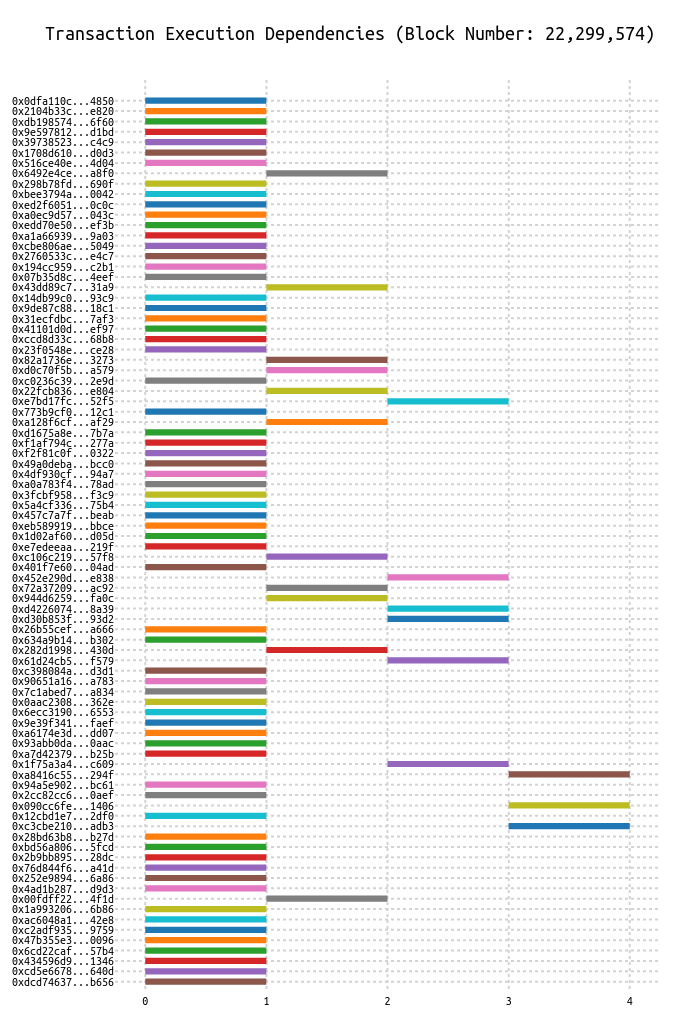 Transaction Execution Dependencies (Block Number: 22,299,574)
0x0dfa110c...4850
0x2104b33c...e820
0xdb198574...6f60
0x9e597812...d1bd
0x39738523...c4c9
0x1708d610...d0d3
0x516ce40e...4d04
0x6492e4ce...a8f0
0x298b78fd...690f
0xbee3794a...0042
0xed2f6051...0c0c
0xa0ec9d57...043c
0xedd70e50...ef3b
0xa1a66939...9a03
0xcbe806ae...5049
0x2760533c...e4c7
0x194cc959...c2b1
0x07b35d8c...4eef
0x43dd89c7...31a9
0x14db99c0...93c9
0x9de87c88...18c1
0x31ecfdbc...7af3
0x41101d0d...ef97
0xccd8d33c...68b8
0x23f0548e...ce28
0x82a1736e...3273
0xd0c70f5b...a579
0xc0236c39...2e9d
0x22fcb836...e804
0xe7bd17fc...52f5
0x773b9cf0...12c1
0xa128f6cf...af29
0xd1675a8e...7b7a
0xf1af794c...277a
0xf2f81c0f...0322
0x49a0deba...bcc0
0x4df930cf...94a7
0xa0a783f4...78ad
0x3fcbf958...f3c9
0x5a4cf336...75b4
0x457c7a7f...beab
0xeb589919...bbce
0x1d02af60...d05d
0xe7edeeaa...219f
0xc106c219...57f8
0x401f7e60...04ad
0x452e290d...e838
0x72a37209...ac92
0x944d6259...fa0c
0xd4226074...8a39
0xd30b853f...93d2
0x26b55cef...a666
0x634a9b14...b302
0x282d1998...430d
0x61d24cb5...f579
0xc398084a...d3d1
0x90651a16...a783
0x7c1abed7...a834
0x0aac2308...362e
0x6ecc3190...6553
0x9e39f341...faef
0xa6174e3d...dd07
0x93abb0da...0aac
0xa7d42379...b25b
0x1f75a3a4...c609
0xa8416c55...294f
0x94a5e902...bc61
0x2cc82cc6...0aef
0x090cc6fe...1406
0x12cbd1e7...2df0
0xc3cbe210...adb3
0x28bd63b8...b27d
0xbd56a806...5fcd
0x2b9bb895...28dc
0x76d844f6...a41d
0x252e9894...6a86
0x4ad1b287...d9d3
0x00fdff22...4f1d
0x1a993206...6b86
0xac6048a1...42e8
0xc2adf935...9759
0x47b355e3...0096
0x6cd22caf...57b4
0x434596d9...1346
0xcd5e6678...640d
0xdcd74637...b656
0 1 2 3 4